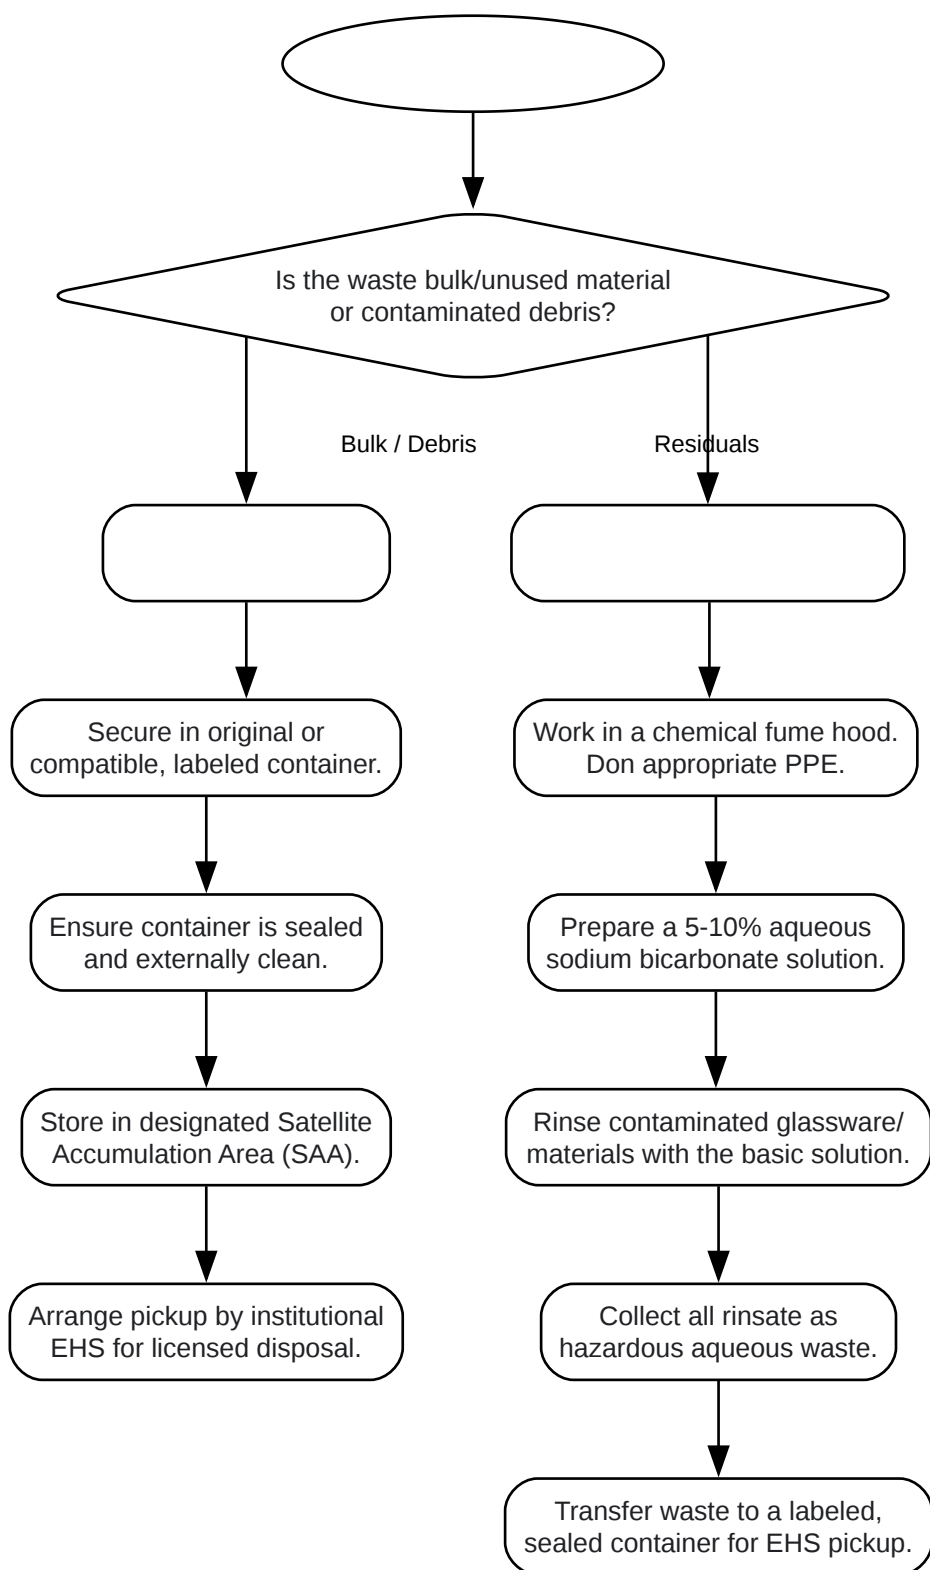 Is the waste bulk/unused material
or contaminated debris?
Bulk / Debris
Residuals
Secure in original or
compatible, labeled container.
Ensure container is sealed
and externally clean.
Store in designated Satellite
Accumulation Area (SAA).
Arrange pickup by institutional
EHS for licensed disposal.
Work in a chemical fume hood.
Don appropriate PPE.
Prepare a 5-10% aqueous
sodium bicarbonate solution.
Rinse contaminated glassware/
materials with the basic solution.
Collect all rinsate as
hazardous aqueous waste.
Transfer waste to a labeled,
sealed container for EHS pickup.